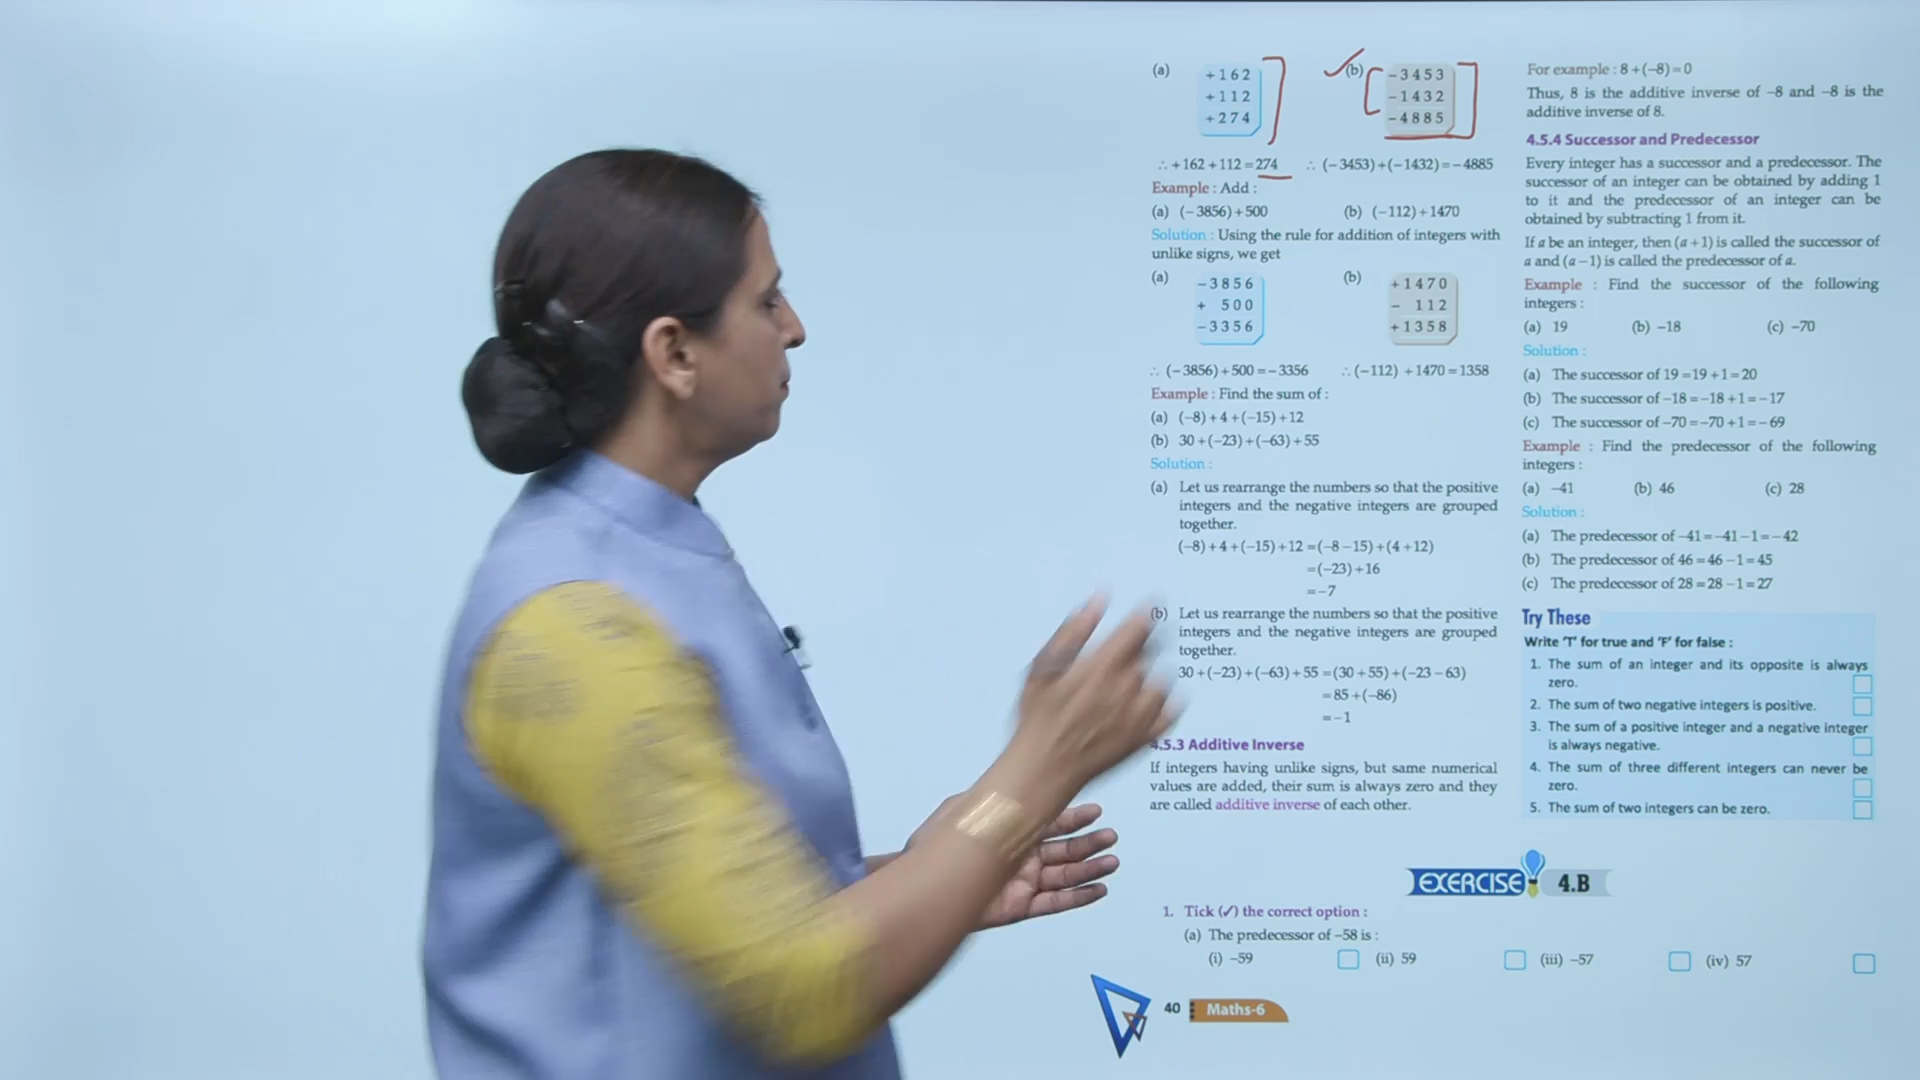 (a)
+162
+112
+274
(b)
-3453
-1432
-4885
∴ +162+112=274
∴ (-3453)+(-1432)=-4885
Example : Add :
(a) (-3856)+500
(b) (-112)+1470
Solution : Using the rule for addition of integers with
unlike signs, we get
(a)
-3856
+ 500
-3356
(b)
+1470
- 112
+1358
∴ (-3856)+500=-3356
∴(-112) +1470=1358
Example : Find the sum of :
(a) (-8)+4+(-15)+12
(b) 30+(-23)+(-63)+55
Solution :
(a) Let us rearrange the numbers so that the positive
integers and the negative integers are grouped
together.
(-8)+4+(-15)+12=(-8-15)+(4+12)
=(-23)+16
=-7
(b) Let us rearrange the numbers so that the positive
integers and the negative integers are grouped
together.
30+(-23)+(-63)+55=(30+55)+(-23-63)
=85+(-86)
=-1
4.5.3 Additive Inverse
If integers having unlike signs, but same numerical
values are added, their sum is always zero and they
are called additive inverse of each other.
For example : 8+(-8)=0
Thus, 8 is the additive inverse of -8 and -8 is the
additive inverse of 8.
4.5.4 Successor and Predecessor
Every integer has a successor and a predecessor. The
successor of an integer can be obtained by adding 1
to it and the predecessor of an integer can be
obtained by subtracting 1 from it.
If a be an integer, then (a+1) is called the successor of
a and (a-1) is called the predecessor of a.
Example : Find the successor of the following
integers :
(a) 19 (b) -18 (c) -70
Solution :
(a) The successor of 19=19+1=20
(b) The successor of -18=-18+1=-17
(c) The successor of -70=-70+1=-69
Example : Find the predecessor of the following
integers :
(a) -41 (b) 46 (c) 28
Solution :
(a) The predecessor of -41=-41-1=-42
(b) The predecessor of 46=46-1=45
(c) The predecessor of 28=28-1=27
Try These
Write 'T' for true and 'F' for false :
1. The sum of an integer and its opposite is always
zero.
2. The sum of two negative integers is positive.
3. The sum of a positive integer and a negative integer
is always negative.
4. The sum of three different integers can never be
zero.
5. The sum of two integers can be zero.
EXERCISE 4.B
1. Tick (✓) the correct option :
(a) The predecessor of -58 is :
(i) -59 (ii) 59 (iii) -57 (iv) 57
40 Maths-6